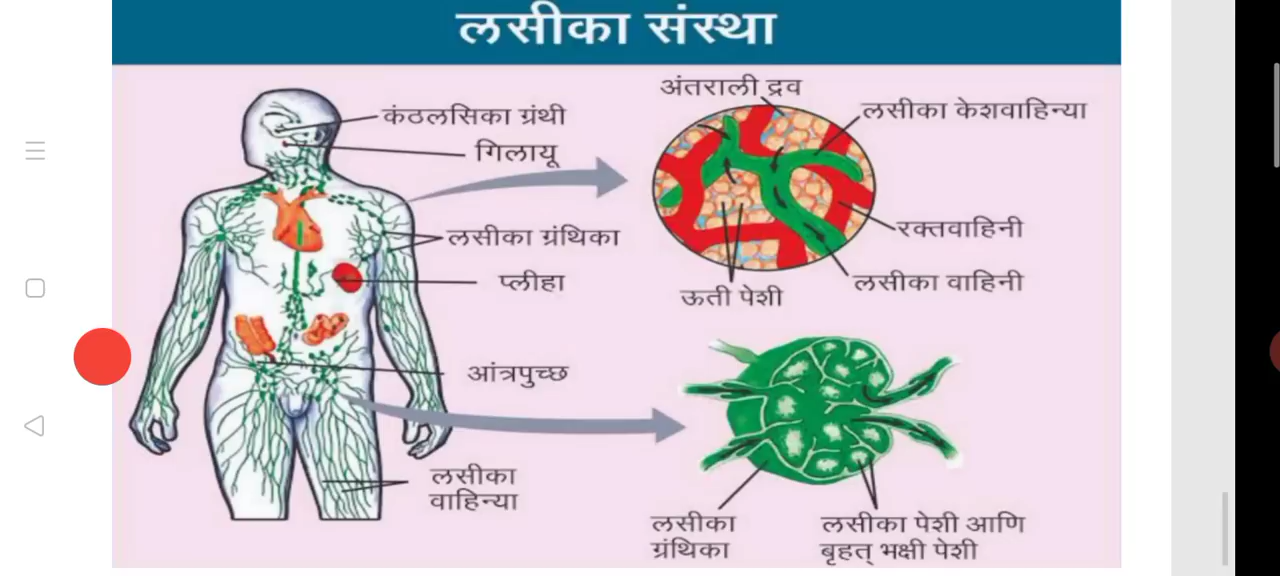 लसीका संस्था
कंठलसिका ग्रंथी
गिलायू
लसीका ग्रंथिका
प्लीहा
आंत्रपुच्छ
लसीका
वाहिन्या
अंतराली द्रव
लसीका केशवाहिन्या
रक्तवाहिनी
लसीका वाहिनी
ऊती पेशी
लसीका
ग्रंथिका
लसीका पेशी आणि
बृहत् भक्षी पेशी